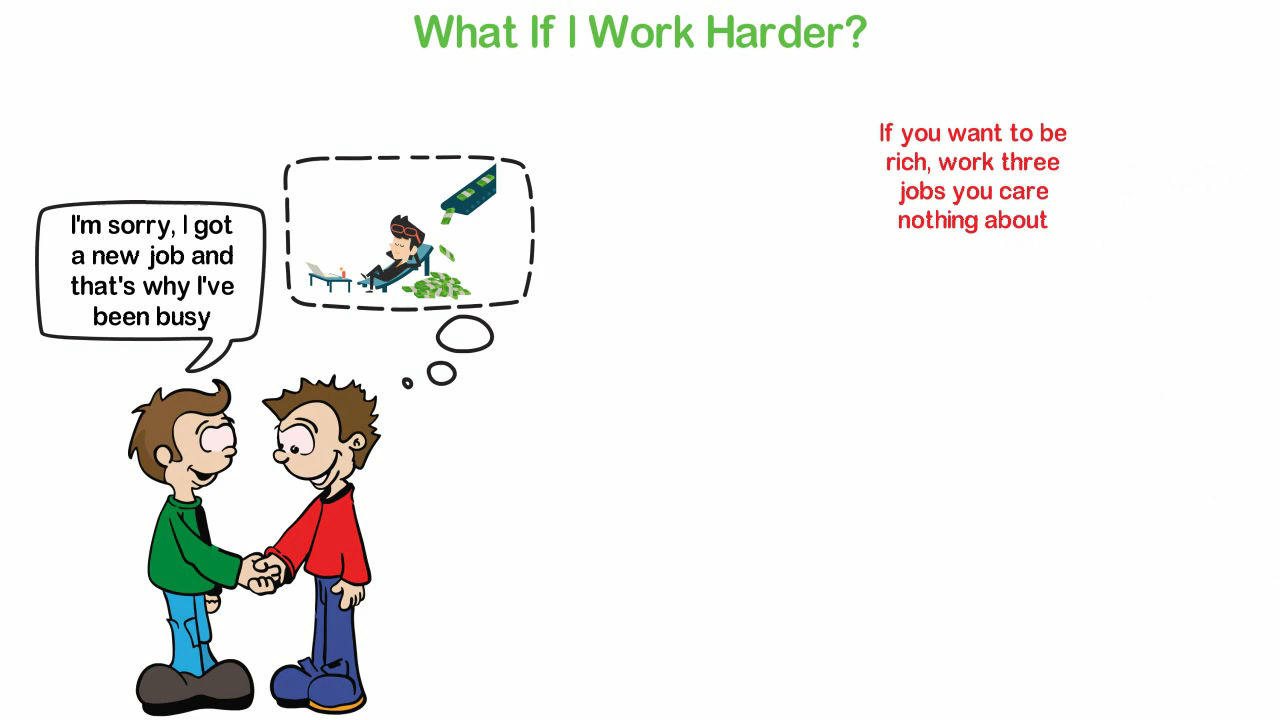 What If I Work Harder?
I'm sorry, I got
a new job and
that's why I've
been busy
If you want to be
rich, work three
jobs you care
nothing about